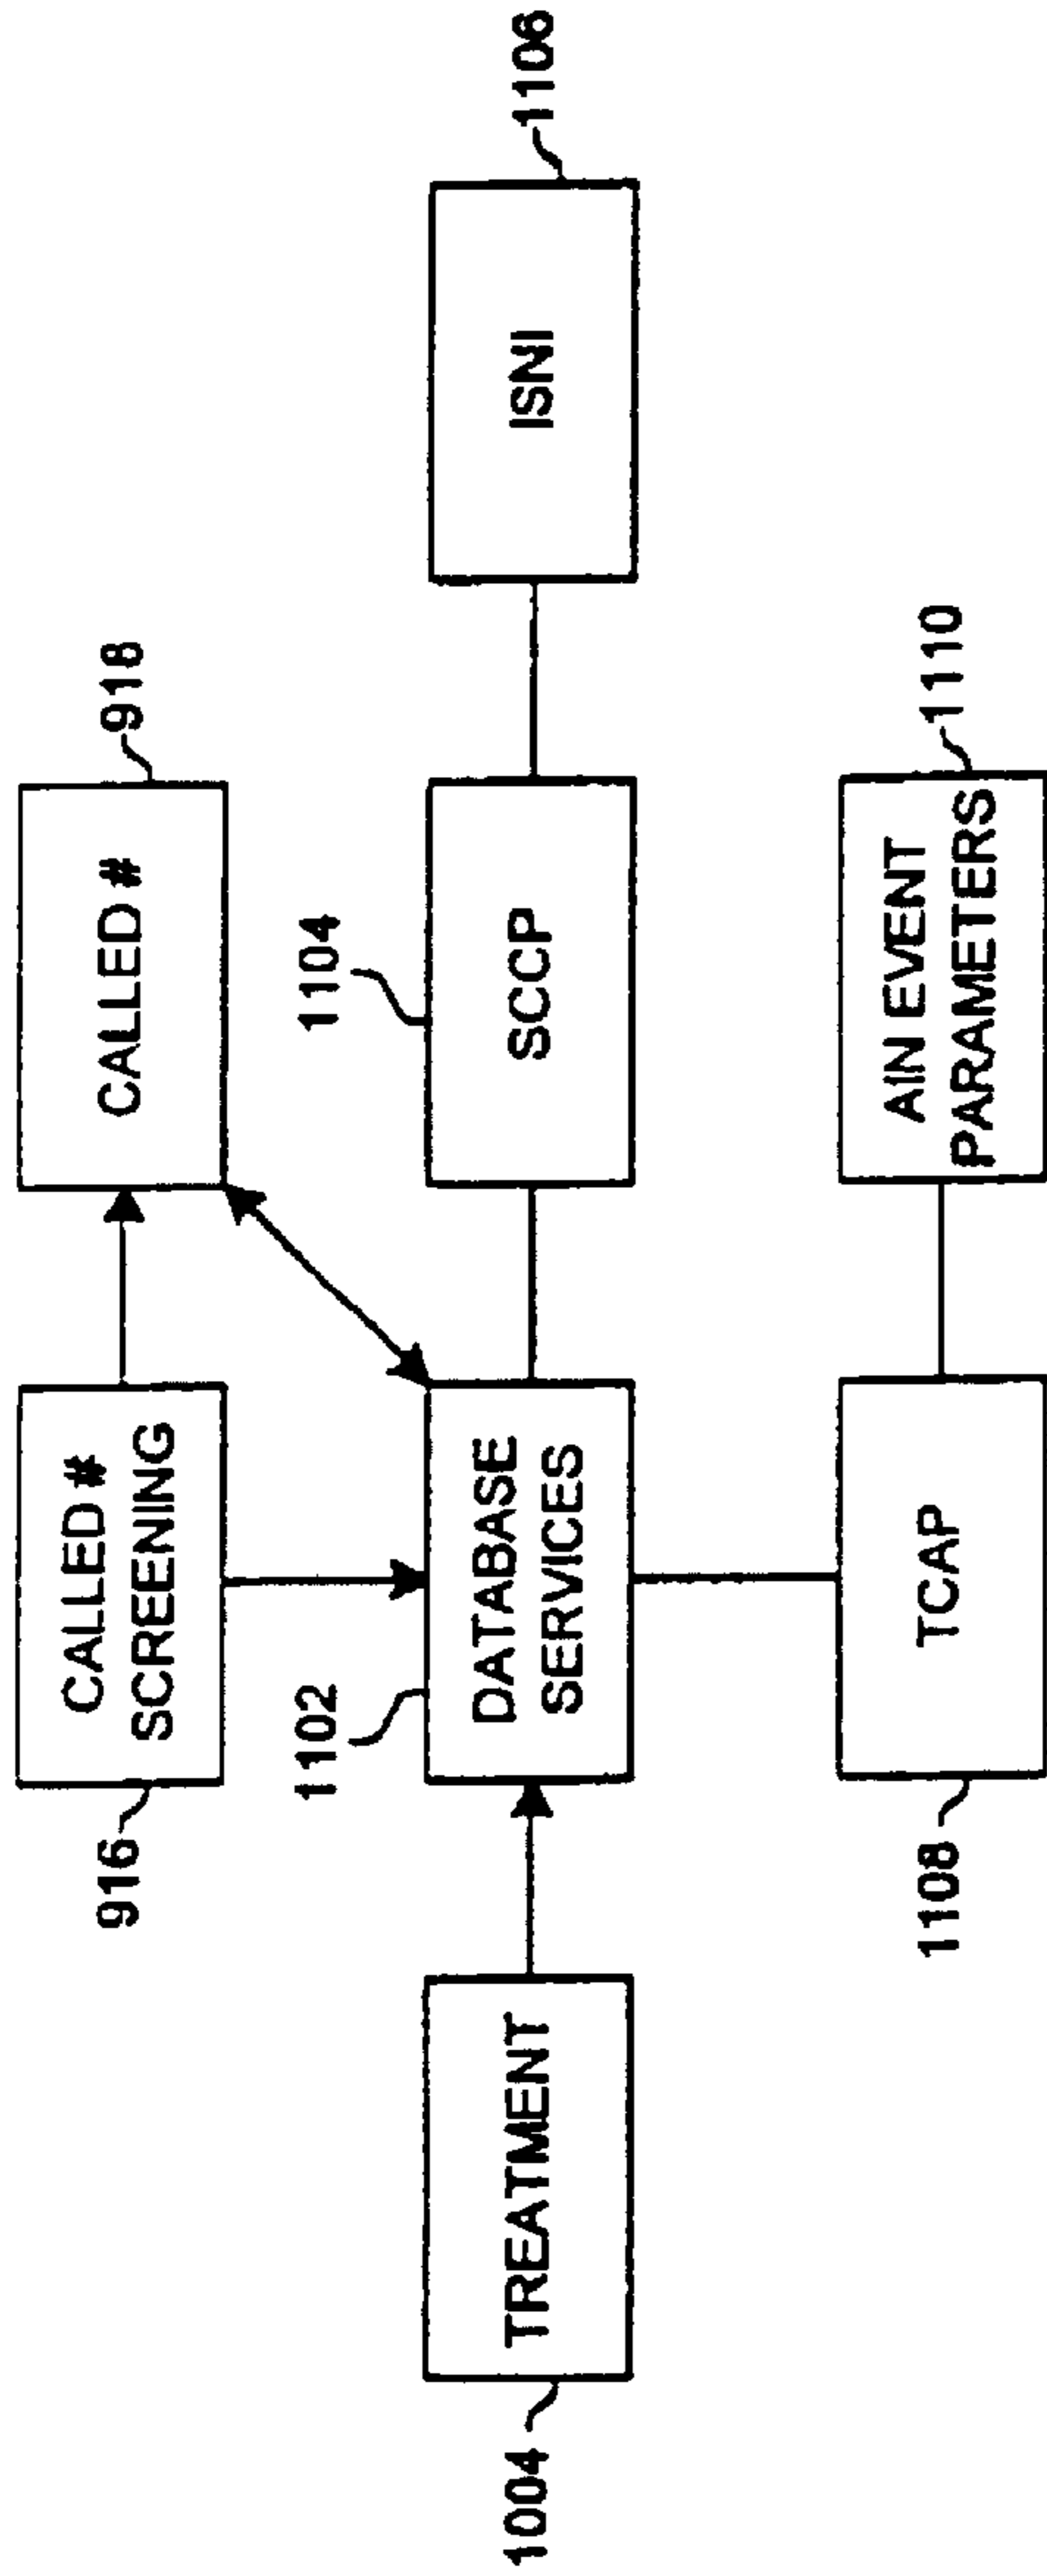 916
CALLED #
SCREENING
CALLED #
918
1102
DATABASE
SERVICES
1104
SCCP
ISNI
1106
1004
TREATMENT
1108
TCAP
AIN EVENT
PARAMETERS
1110